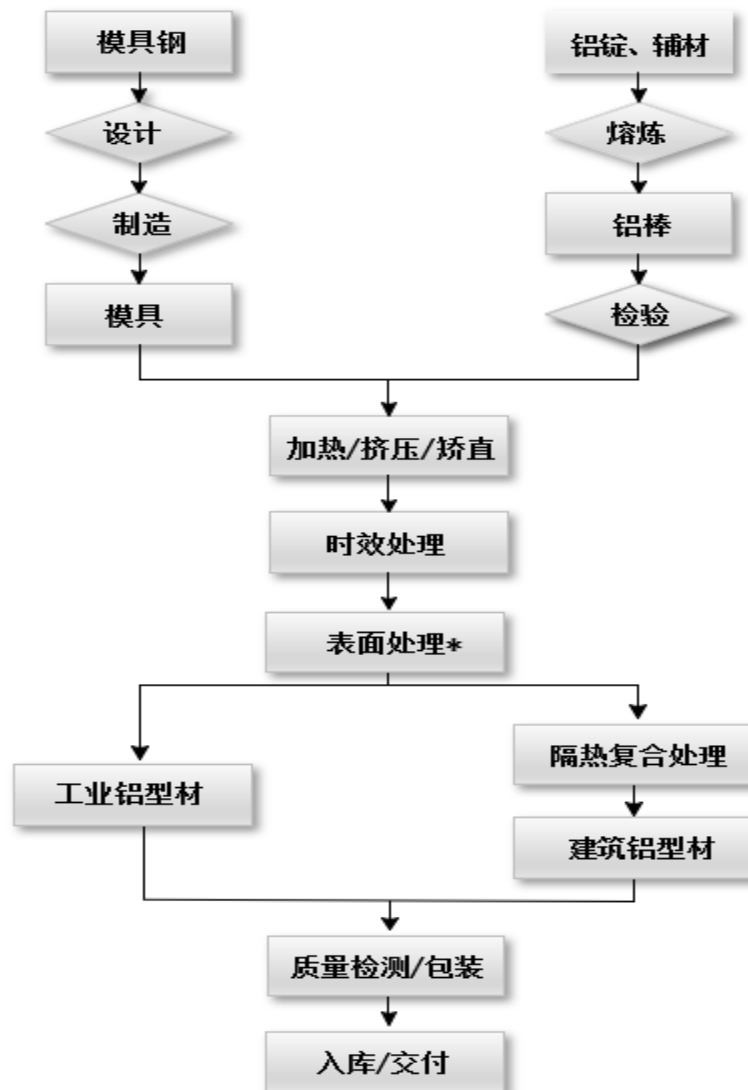 模具钢
铝锭、辅材
设计
熔炼
制造
铝棒
模具
检验
加热/挤压/矫直
时效处理
表面处理*
隔热复合处理
工业铝型材
建筑铝型材
质量检测/包装
入库/交付